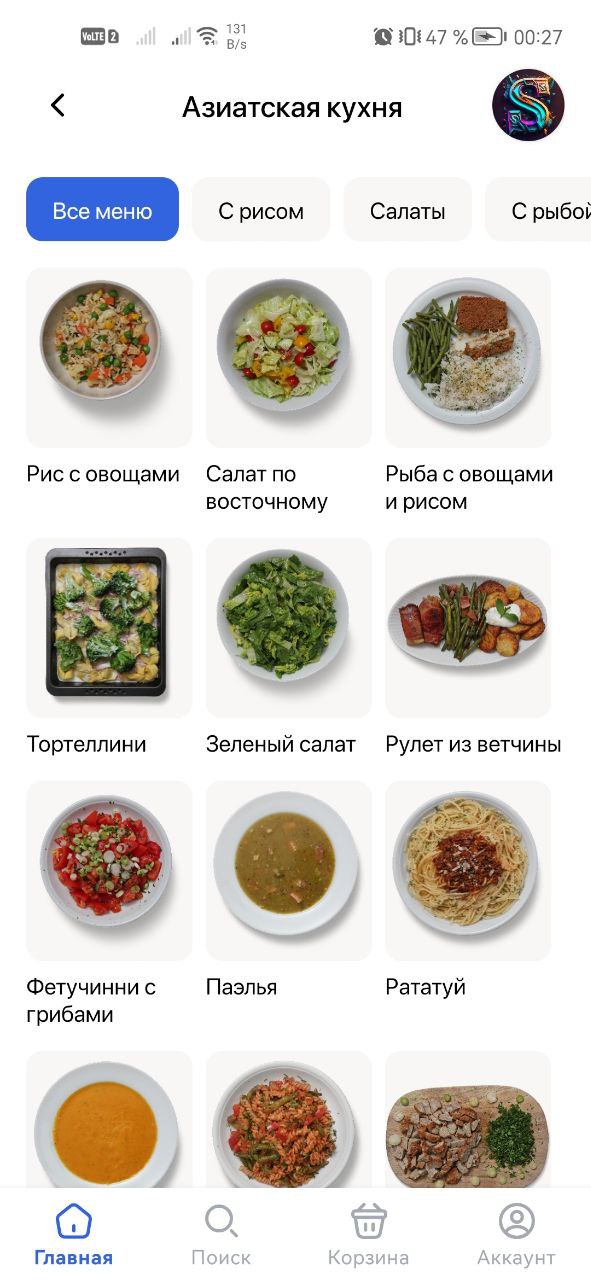 VoLTE 2
131
B/s
47 %
00:27
Азиатская кухня
Все меню
С рисом
Салаты
С рыбой
Рис с овощами
Салат по
восточному
Рыба с овощами
и рисом
Тортеллини
Зеленый салат
Рулет из ветчины
Фетучинни с
грибами
Паэлья
Рататуй
Главная
Поиск
Корзина
Аккаунт